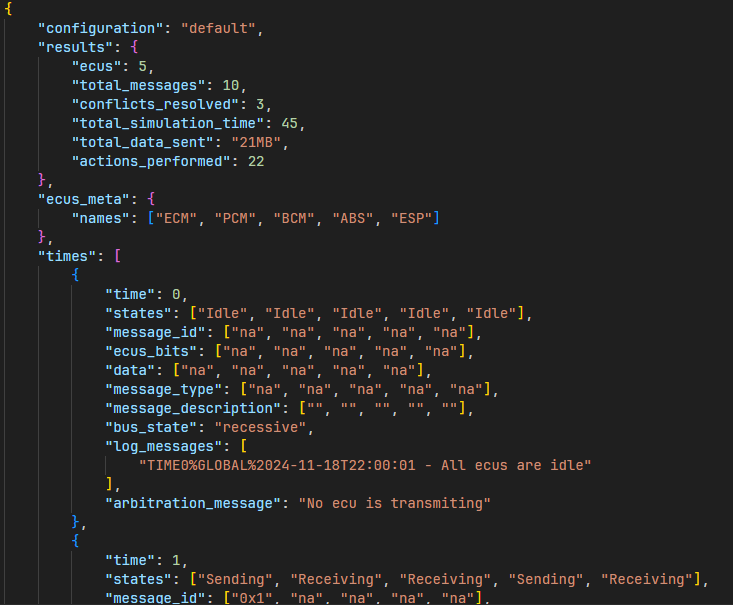 {
"configuration": "default",
"results": {
"ecus": 5,
"total_messages": 10,
"conflicts_resolved": 3,
"total_simulation_time": 45,
"total_data_sent": "21MB",
"actions_performed": 22
},
"ecus_meta": {
"names": ["ECM", "PCM", "BCM", "ABS", "ESP"]
},
"times": [
{
"time": 0,
"states": ["Idle", "Idle", "Idle", "Idle", "Idle"],
"message_id": ["na", "na", "na", "na", "na"],
"ecus_bits": ["na", "na", "na", "na", "na"],
"data": ["na", "na", "na", "na", "na"],
"message_type": ["na", "na", "na", "na", "na"],
"message_description": ["", "", "", "", ""],
"bus_state": "recessive",
"log_messages": [
"TIME0%GLOBAL%2024-11-18T22:00:01 - All ecus are idle"
],
"arbitration_message": "No ecu is transmiting"
},
{
"time": 1,
"states": ["Sending", "Receiving", "Receiving", "Sending", "Receiving"],
"message_id": ["0x1", "na", "na", "na", "na"],